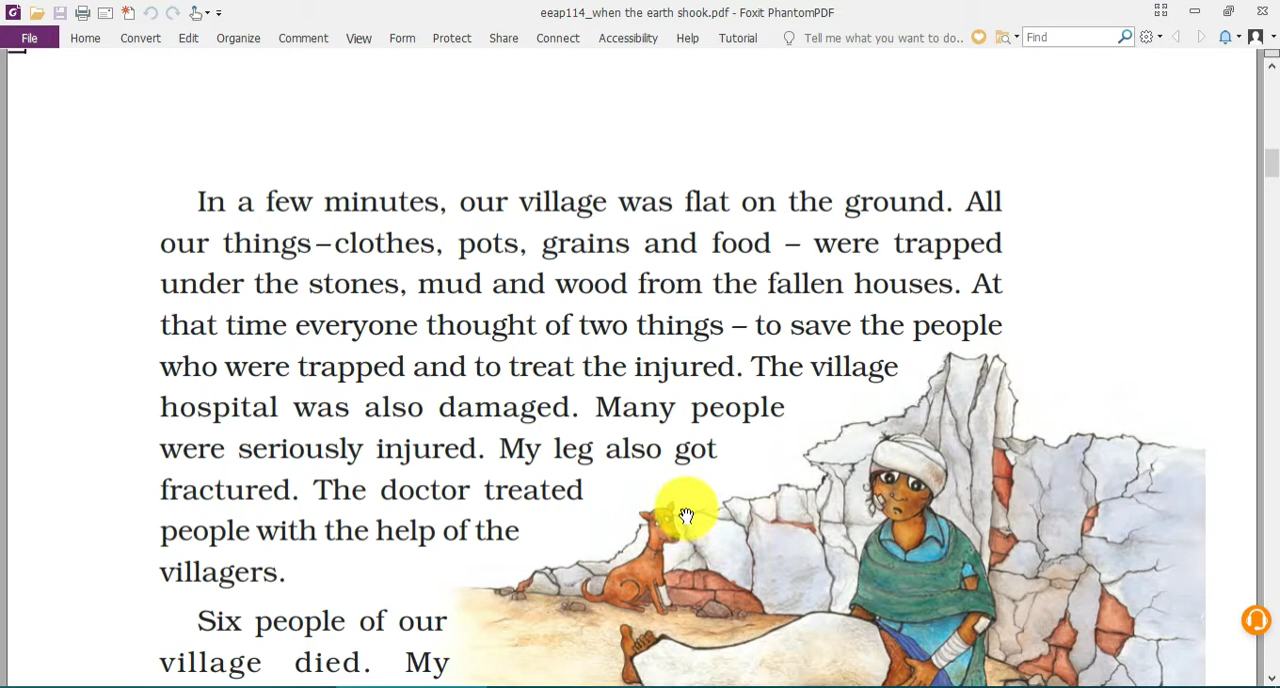 eeap114_when the earth shook.pdf - Foxit PhantomPDF
File Home Convert Edit Organize Comment View Form Protect Share Connect Accessibility Help Tutorial Tell me what you want to do.. Find
In a few minutes, our village was flat on the ground. All
our things–clothes, pots, grains and food – were trapped
under the stones, mud and wood from the fallen houses. At
that time everyone thought of two things – to save the people
who were trapped and to treat the injured. The village
hospital was also damaged. Many people
were seriously injured. My leg also got
fractured. The doctor treated
people with the help of the
villagers.
Six people of our
village died. My